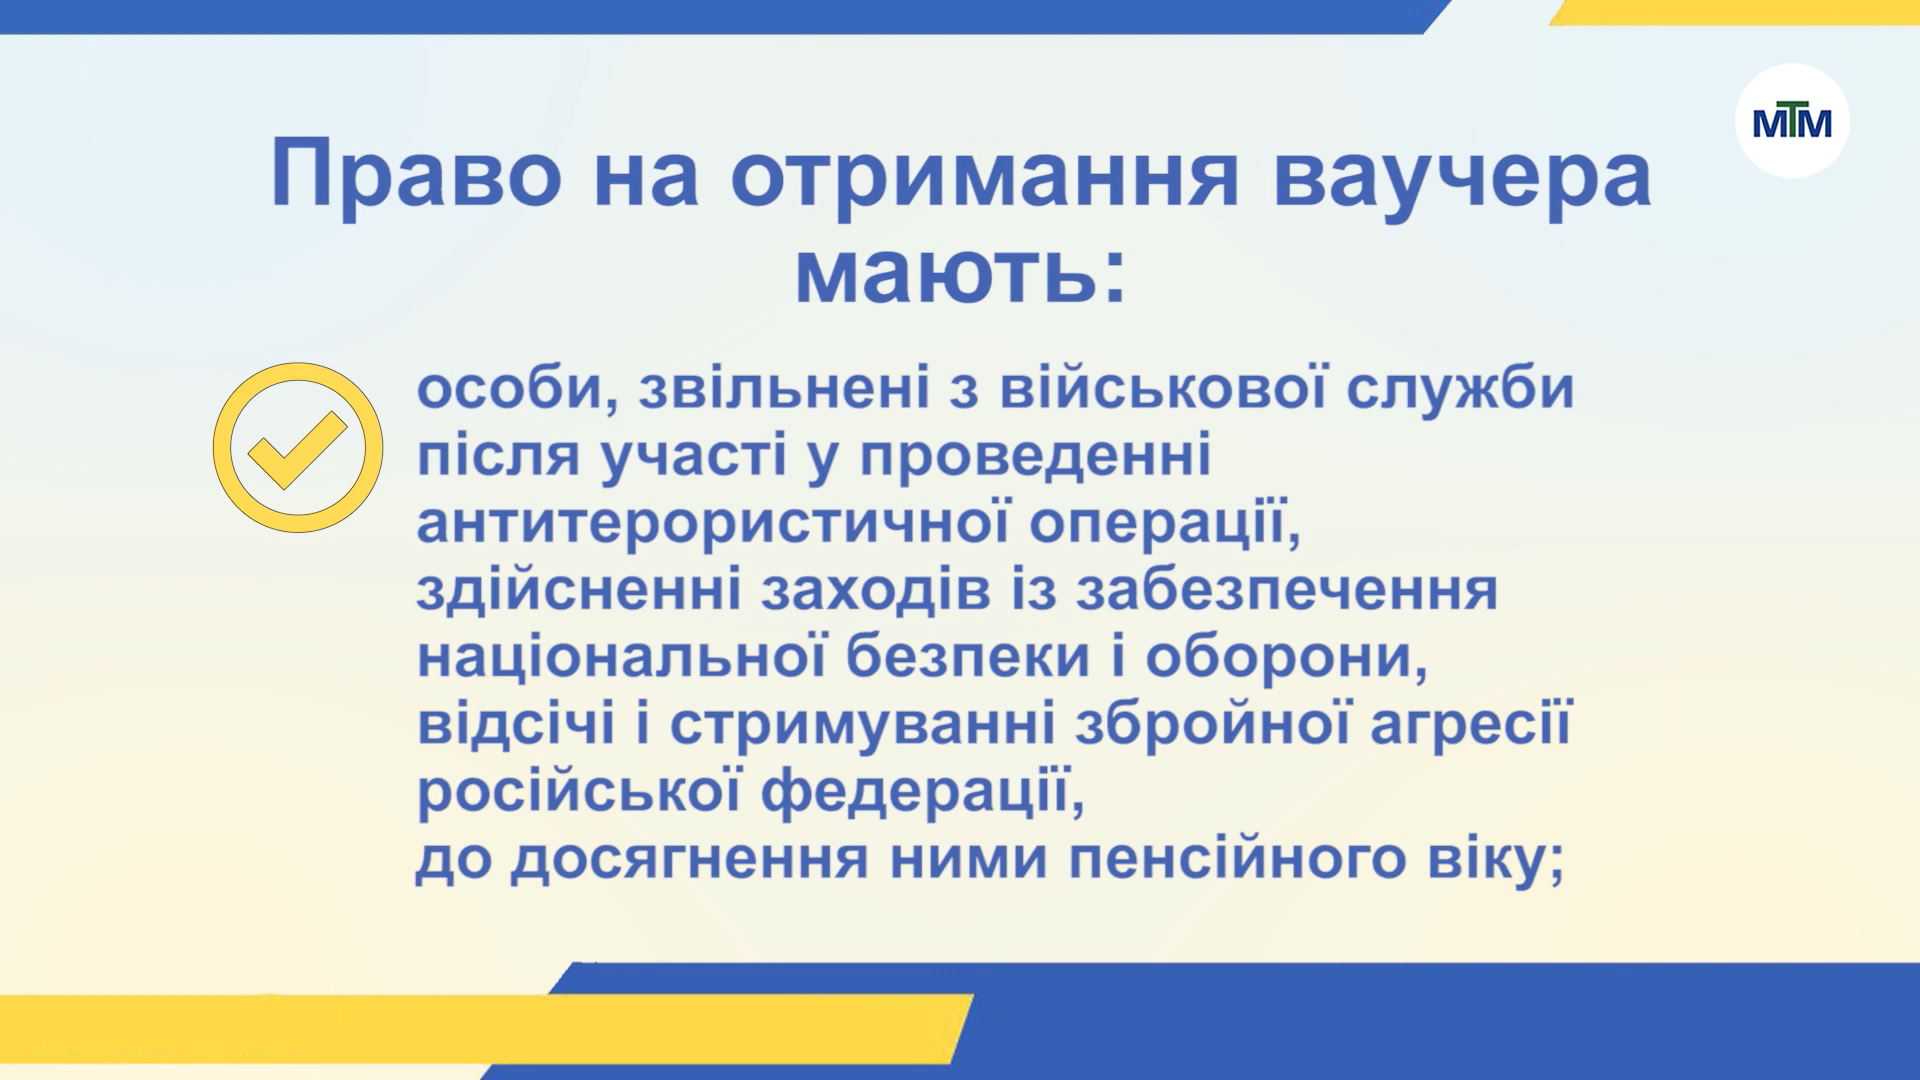 МТМ
Право на отримання ваучера
мають:
особи, звільнені з військової служби
після участі у проведенні
антитерористичної операції,
здійсненні заходів із забезпечення
національної безпеки і оборони,
відсічі і стримуванні збройної агресії
російської федерації,
до досягнення ними пенсійного віку;